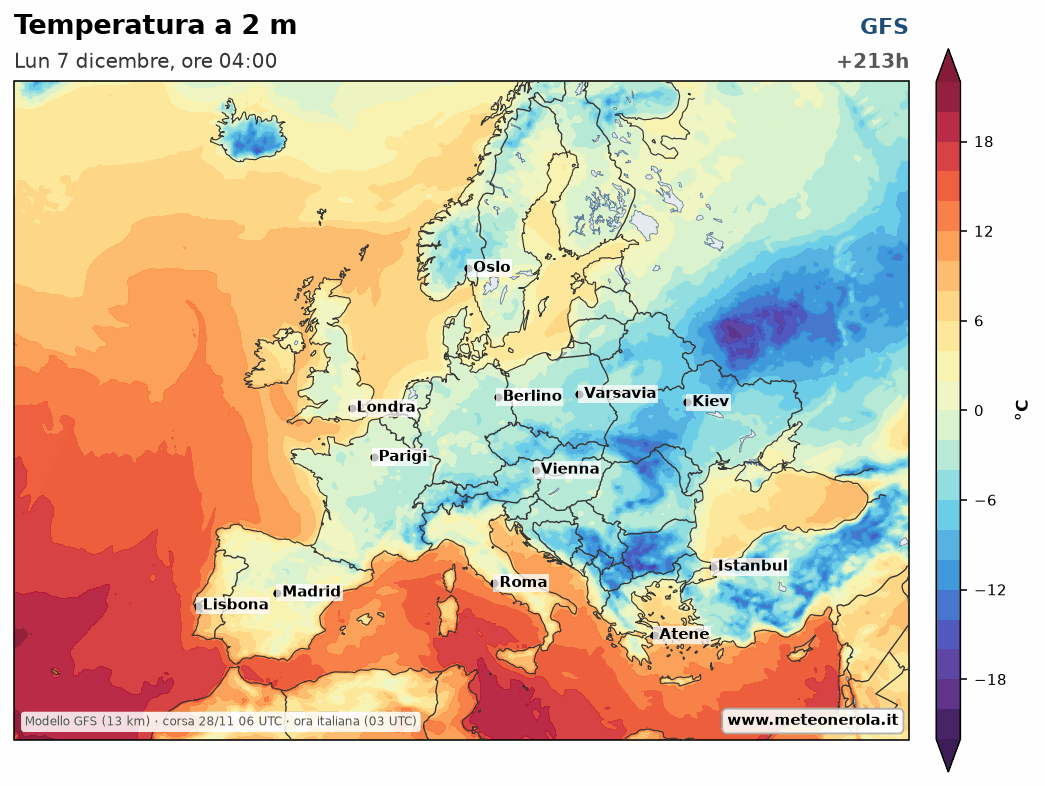 Temperatura a 2 m
GFS
Lun 7 dicembre, ore 04:00
+213h
18
12
6
0
−6
−12
−18
°C
Oslo
Berlino
Varsavia
Kiev
Londra
Parigi
Vienna
Istanbul
Roma
Madrid
Lisbona
Atene
Modello GFS (13 km) · corsa 28/11 06 UTC · ora italiana (03 UTC)
www.meteonerola.it